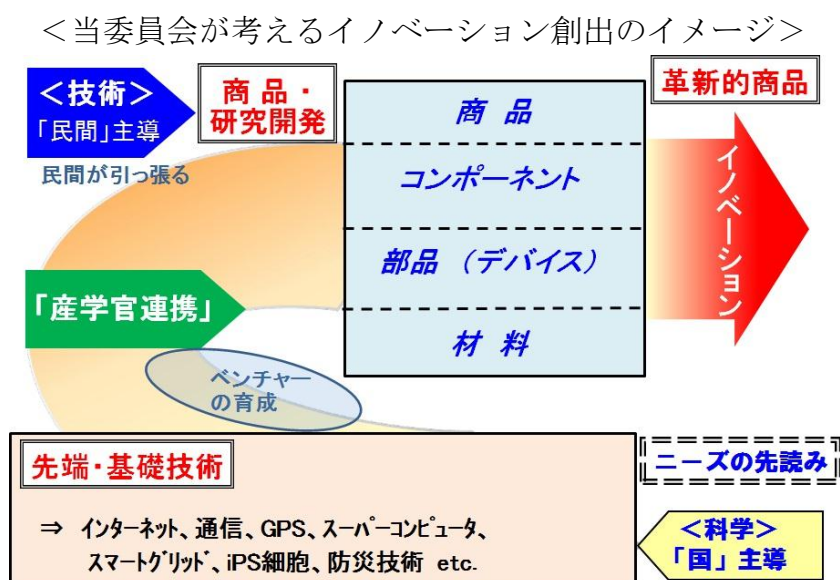 ＜当委員会が考えるイノベーション創出のイメージ＞
＜技術＞
「民間」主導
民間が引っ張る
商品・
研究開発
商 品
コンポーネント
部品 （デバイス）
材 料
革新的商品
イノベーション
「産学官連携」
ベンチャー
の育成
先端・基礎技術
⇒ インターネット、通信、GPS、スーパーコンピュータ、
スマートグリッド、iPS細胞、防災技術 etc.
ニーズの先読み
＜科学＞
「国」主導